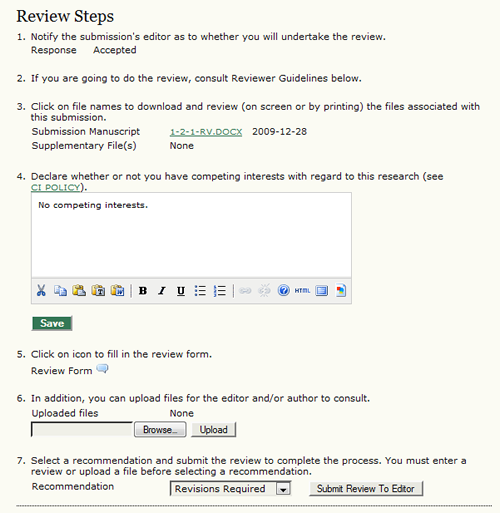 Review Steps
1. Notify the submission's editor as to whether you will undertake the review.
Response Accepted
2. If you are going to do the review, consult Reviewer Guidelines below.
3. Click on file names to download and review (on screen or by printing) the files associated with
this submission.
Submission Manuscript 1-2-1-RV.DOCX 2009-12-28
Supplementary File(s) None
4. Declare whether or not you have competing interests with regard to this research (see
CI POLICY).
No competing interests.
B I U HTML
Save
5. Click on icon to fill in the review form.
Review Form
6. In addition, you can upload files for the editor and/or author to consult.
Uploaded files None
Browse... Upload
7. Select a recommendation and submit the review to complete the process. You must enter a
review or upload a file before selecting a recommendation.
Recommendation Revisions Required Submit Review To Editor